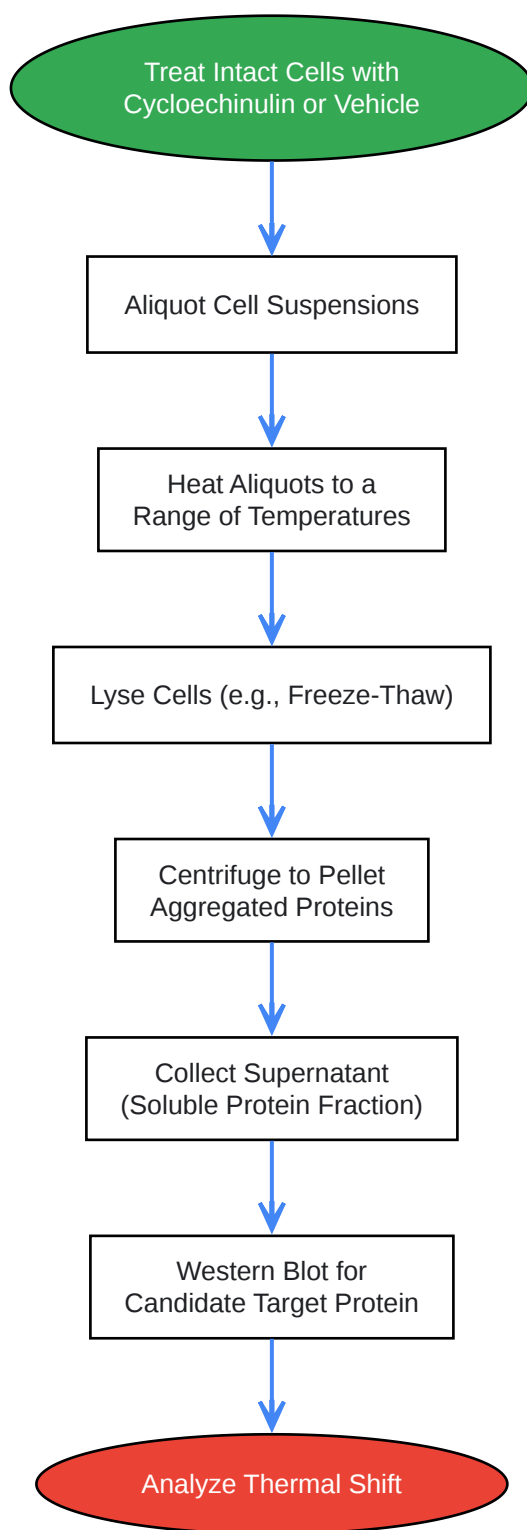 Treat Intact Cells with
Cycloechinulin or Vehicle
Aliquot Cell Suspensions
Heat Aliquots to a
Range of Temperatures
Lyse Cells (e.g., Freeze-Thaw)
Centrifuge to Pellet
Aggregated Proteins
Collect Supernatant
(Soluble Protein Fraction)
Western Blot for
Candidate Target Protein
Analyze Thermal Shift